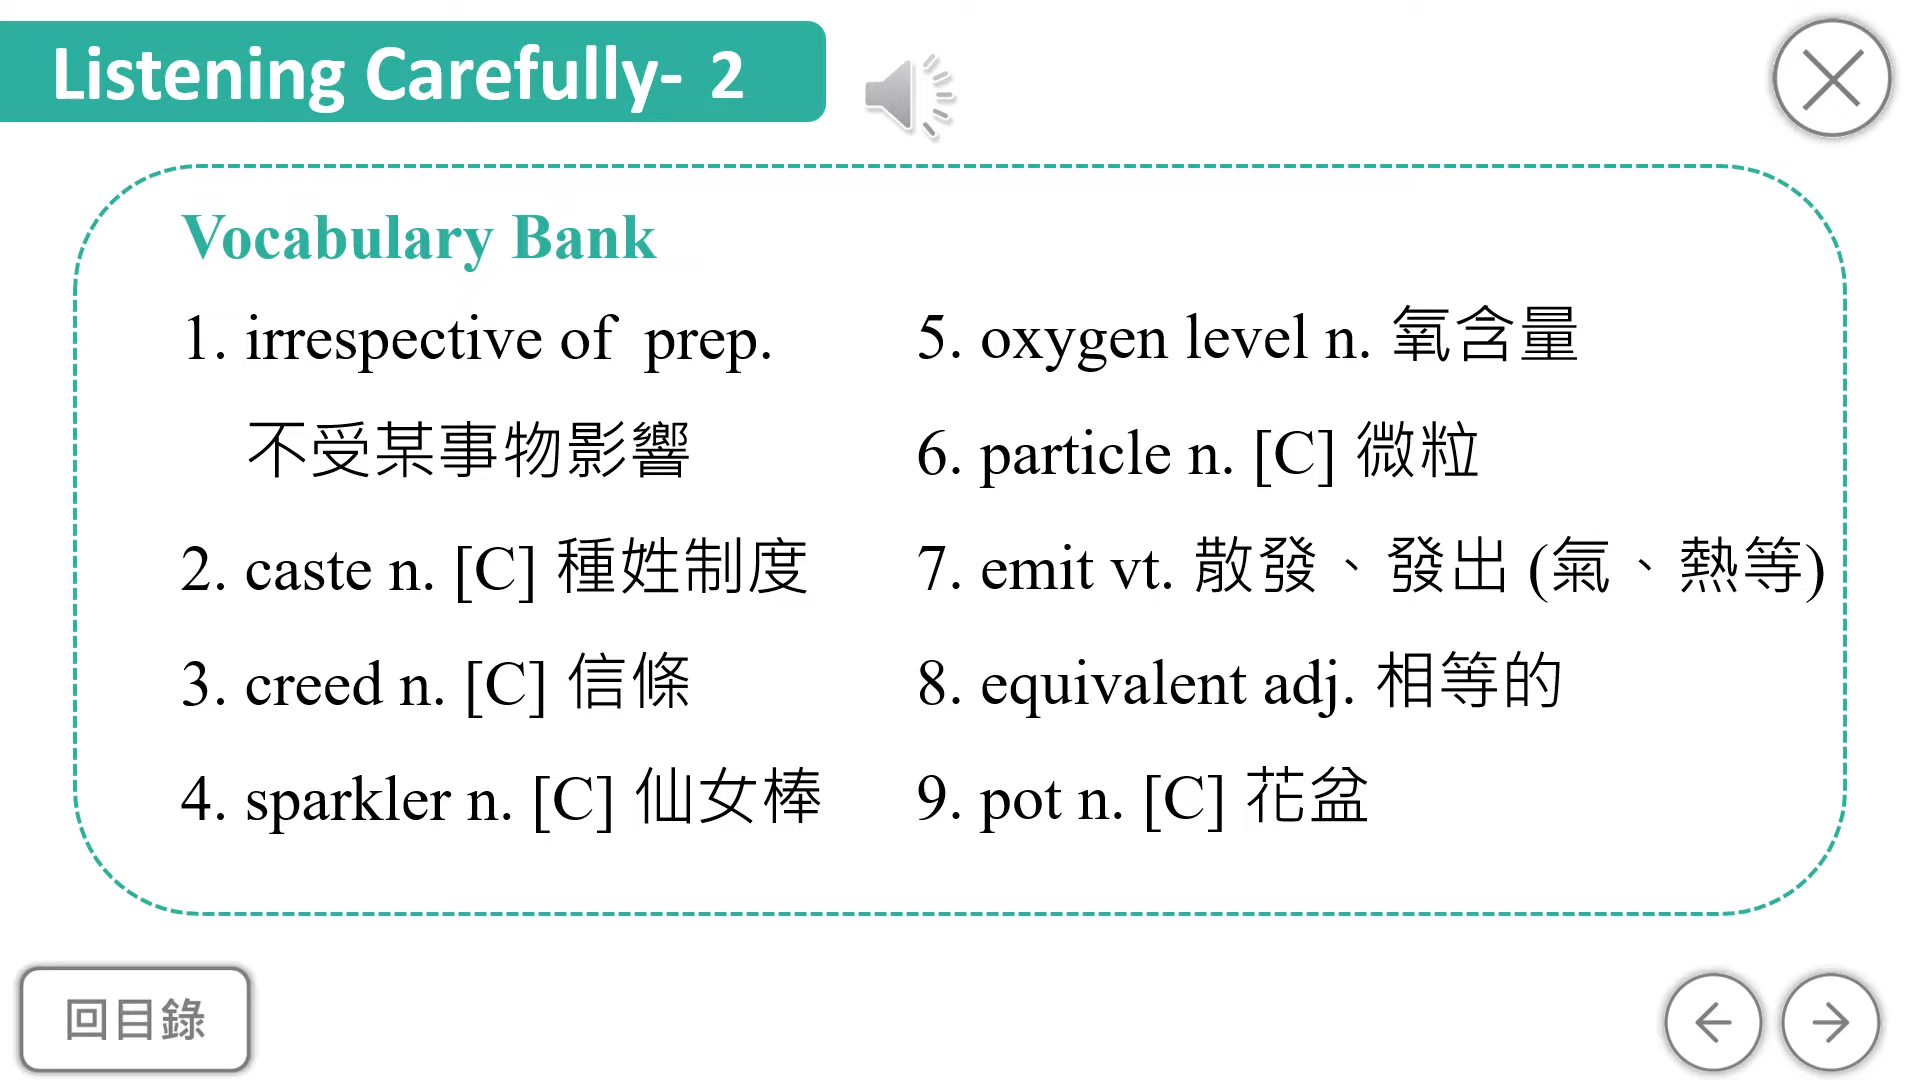 Listening Carefully- 2
Vocabulary Bank
1. irrespective of prep.
不受某事物影響
2. caste n. [C] 種姓制度
3. creed n. [C] 信條
4. sparkler n. [C] 仙女棒
5. oxygen level n. 氧含量
6. particle n. [C] 微粒
7. emit vt. 散發、發出 (氣、熱等)
8. equivalent adj. 相等的
9. pot n. [C] 花盆
回目錄